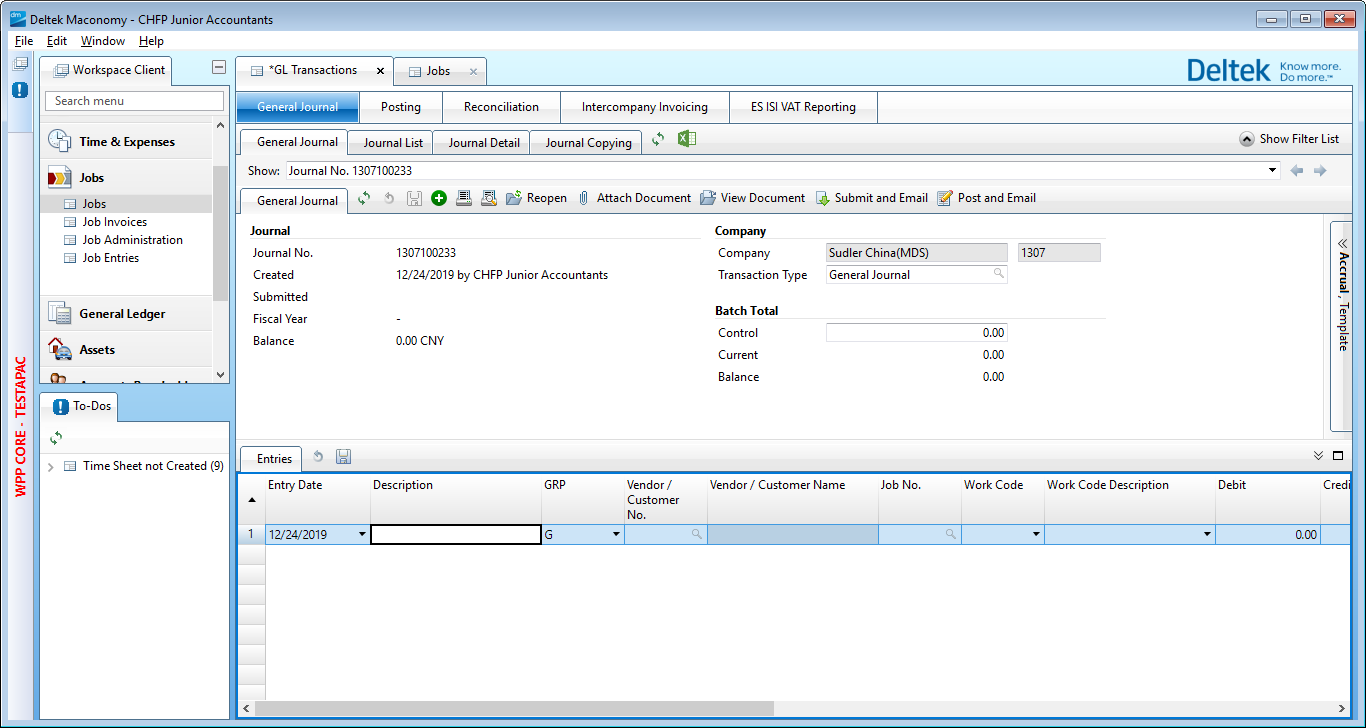 Deltek Maconomy - CHFP Junior Accountants
File Edit Window Help
Workspace Client
*GL Transactions
Jobs
Deltek
Know more.
Do more.™
Search menu
General Journal Posting Reconciliation Intercompany Invoicing ES ISI VAT Reporting
Time & Expenses
General Journal Journal List Journal Detail Journal Copying Show Filter List
Jobs
Show: Journal No. 1307100233
Jobs
Job Invoices
Job Administration
Job Entries
General Journal Reopen Attach Document View Document Submit and Email Post and Email
Journal
Journal No. 1307100233
Created 12/24/2019 by CHFP Junior Accountants
Submitted
Fiscal Year -
Balance 0.00 CNY
Company
Company Sudler China(MDS) 1307
Transaction Type General Journal
Batch Total
Control 0.00
Current 0.00
Balance 0.00
Accrual , Template
General Ledger
Assets
WPP CORE - TESTAPAC
To-Dos
Time Sheet not Created (9)
Entries
Entry Date Description GRP Vendor / Customer No. Vendor / Customer Name Job No. Work Code Work Code Description Debit Credi
1 12/24/2019 G 0.00